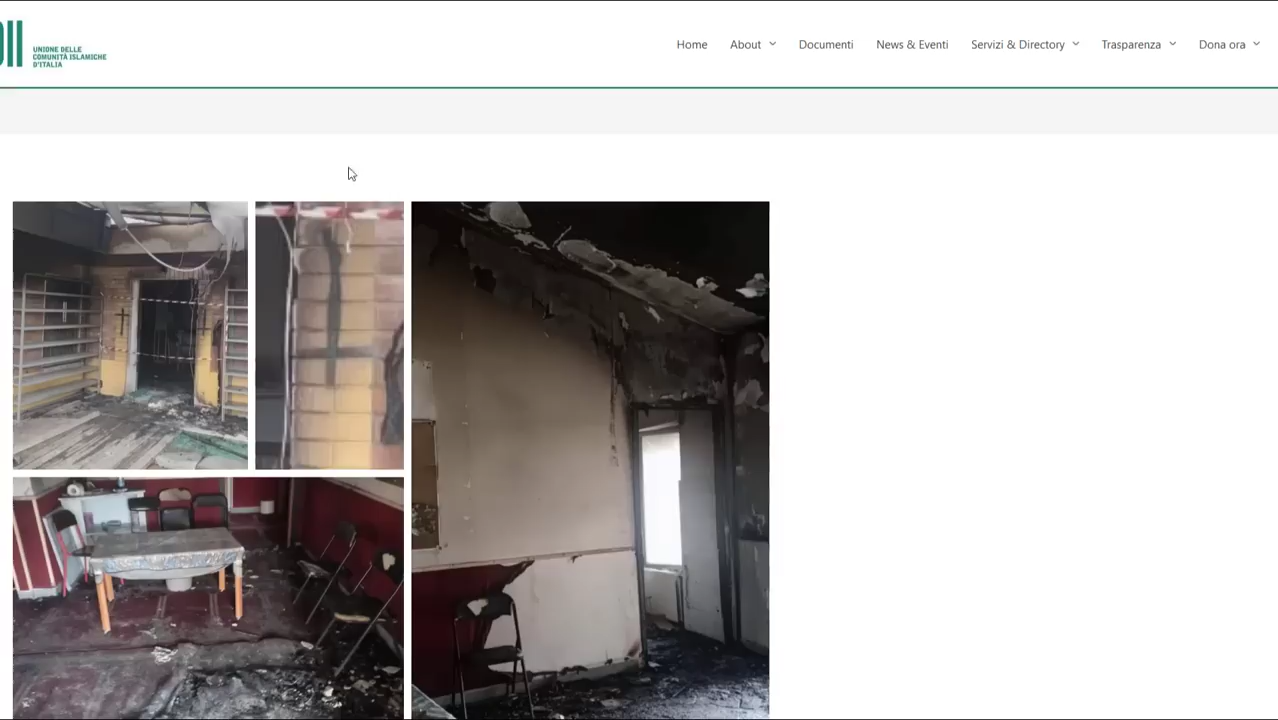 UNIONE DELLE
COMUNITÀ ISLAMICHE
D'ITALIA
Home About Documenti News & Eventi Servizi & Directory Trasparenza Dona ora